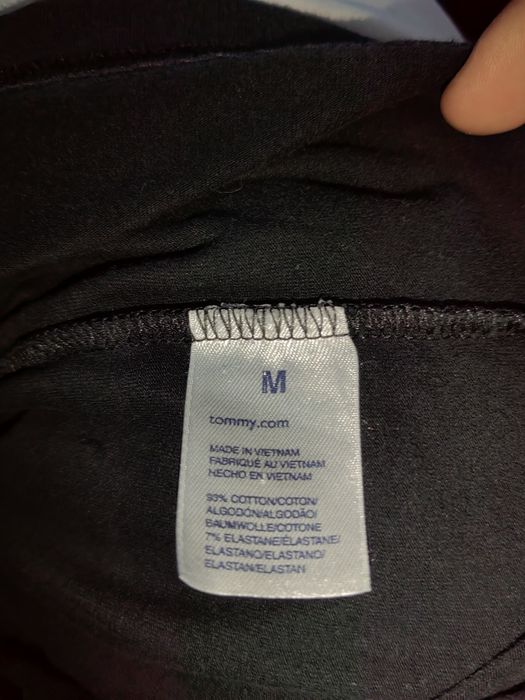 M
tommy.com
MADE IN VIETNAM
FABRIQUÉ AU VIETNAM
HECHO EN VIETNAM
93% COTTON/COTON/
ALGODÓN/ALGODÃO/
BAUMWOLLE/COTONE
7% ELASTANE/ÉLASTANE/
ELASTANO/ELASTANO/
ELASTAN/ELASTAN